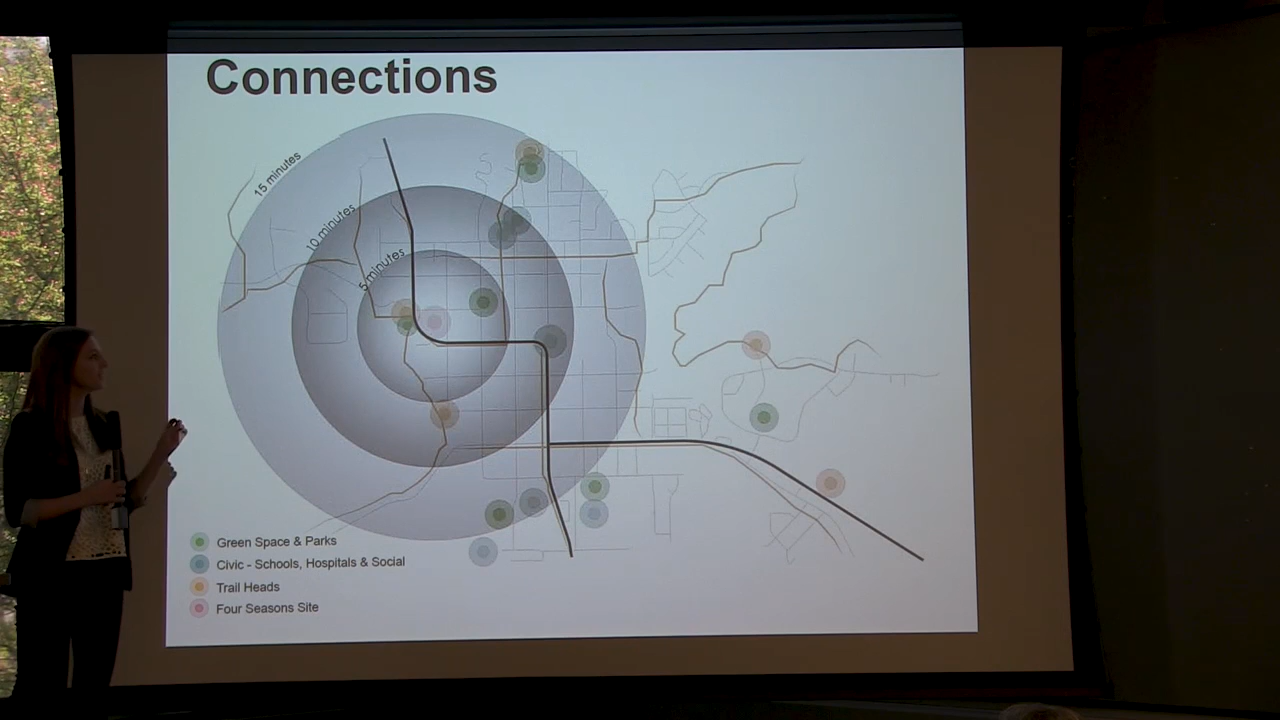 Connections
15 minutes
10 minutes
5 minutes
Green Space & Parks
Civic - Schools, Hospitals & Social
Trail Heads
Four Seasons Site